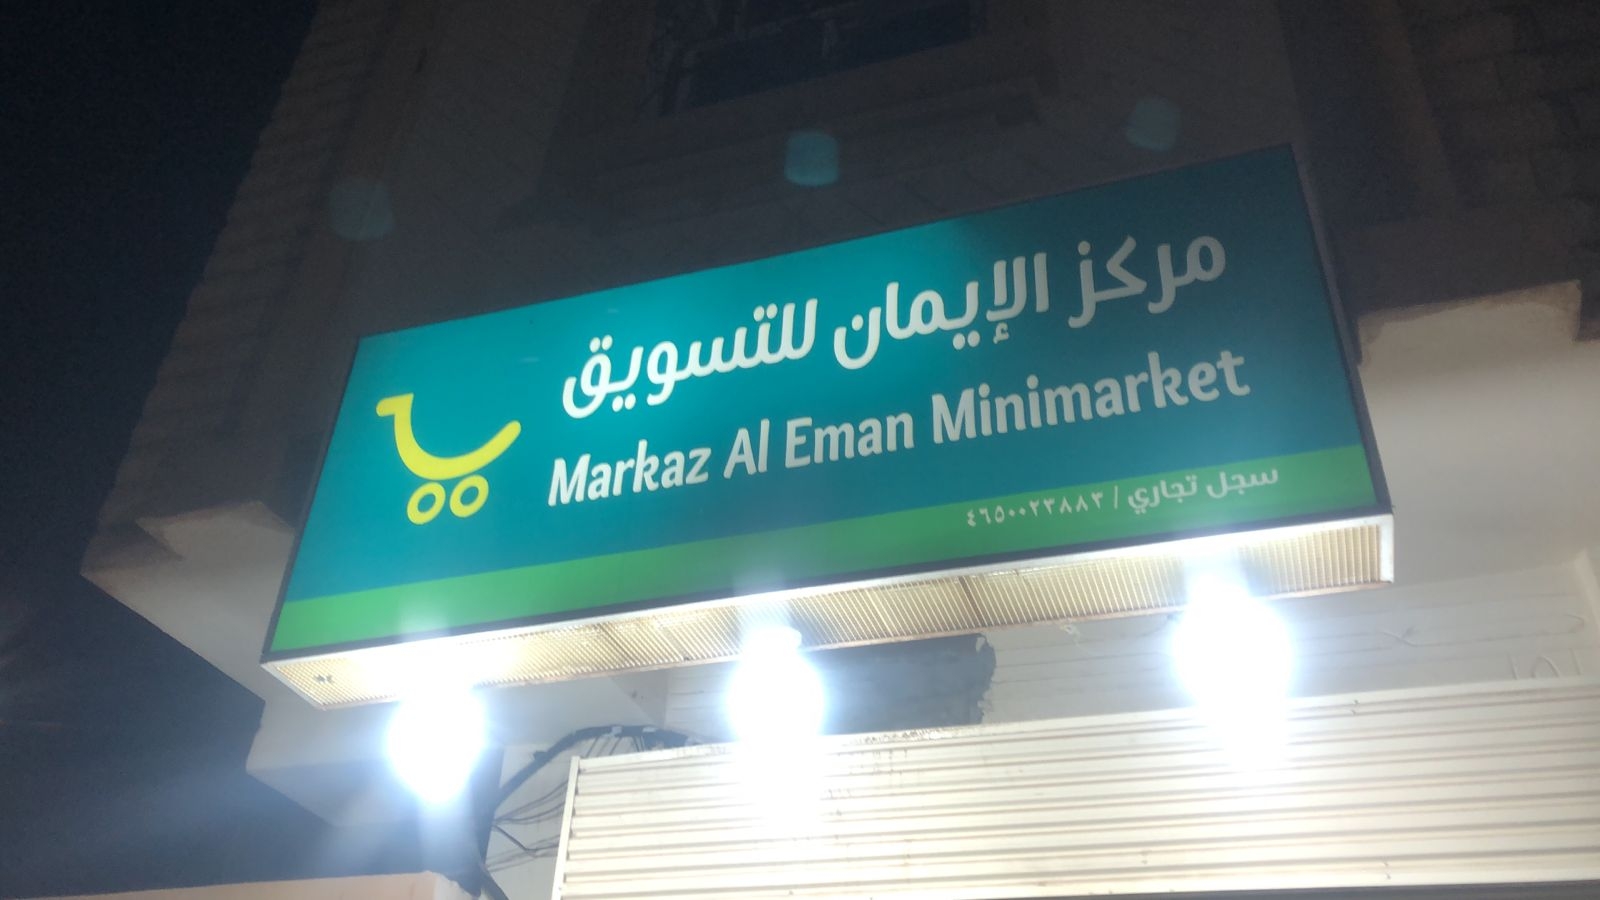 مركز الإيمان للتسويق
Markaz Al Eman Minimarket
سجل تجاري / ٤٦٥٠٠٢٣٨٨٣